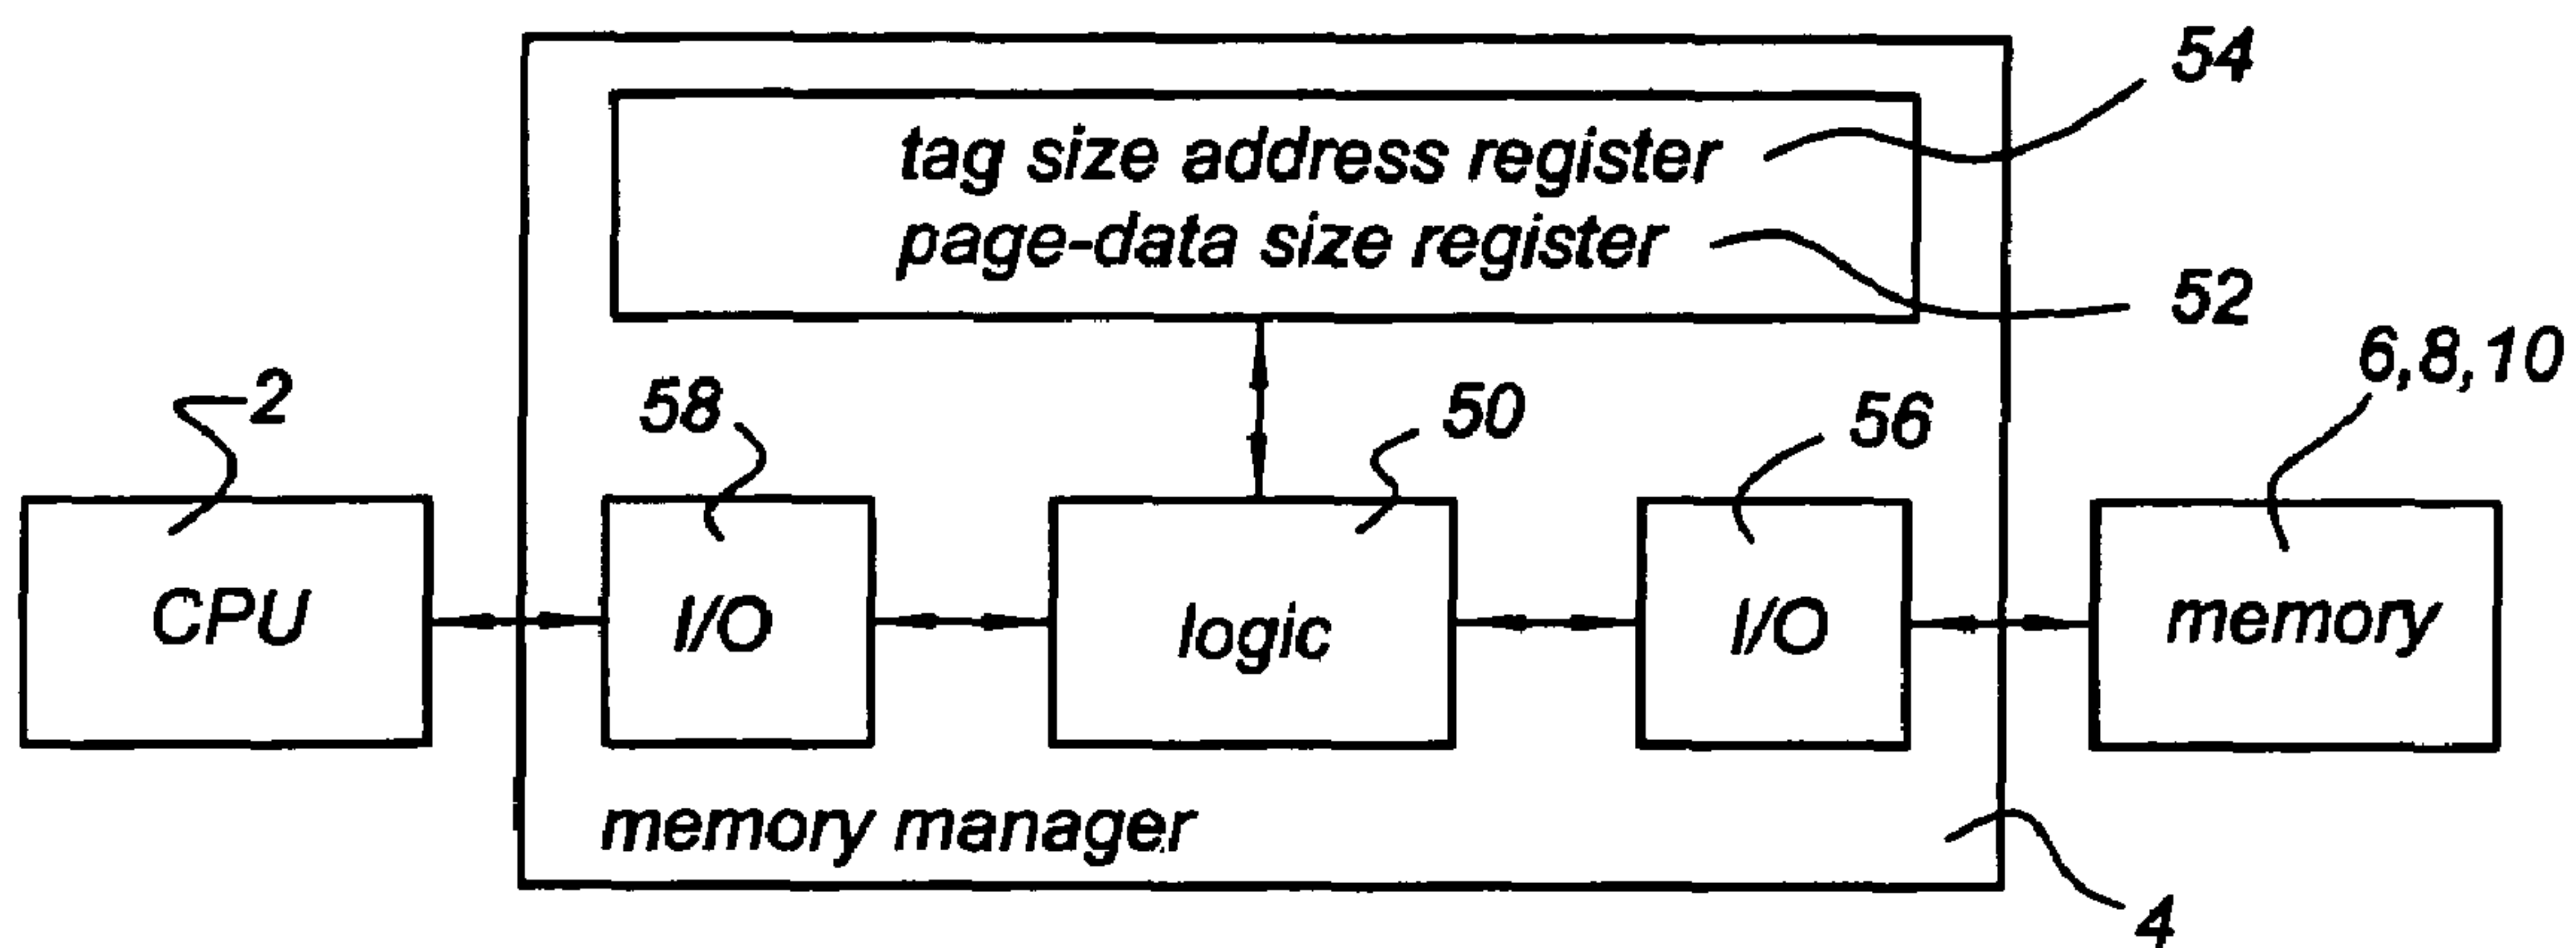 54
tag size address register
page-data size register
52
6,8,10
2
58
50
56
CPU
I/O
logic
I/O
memory
memory manager
4